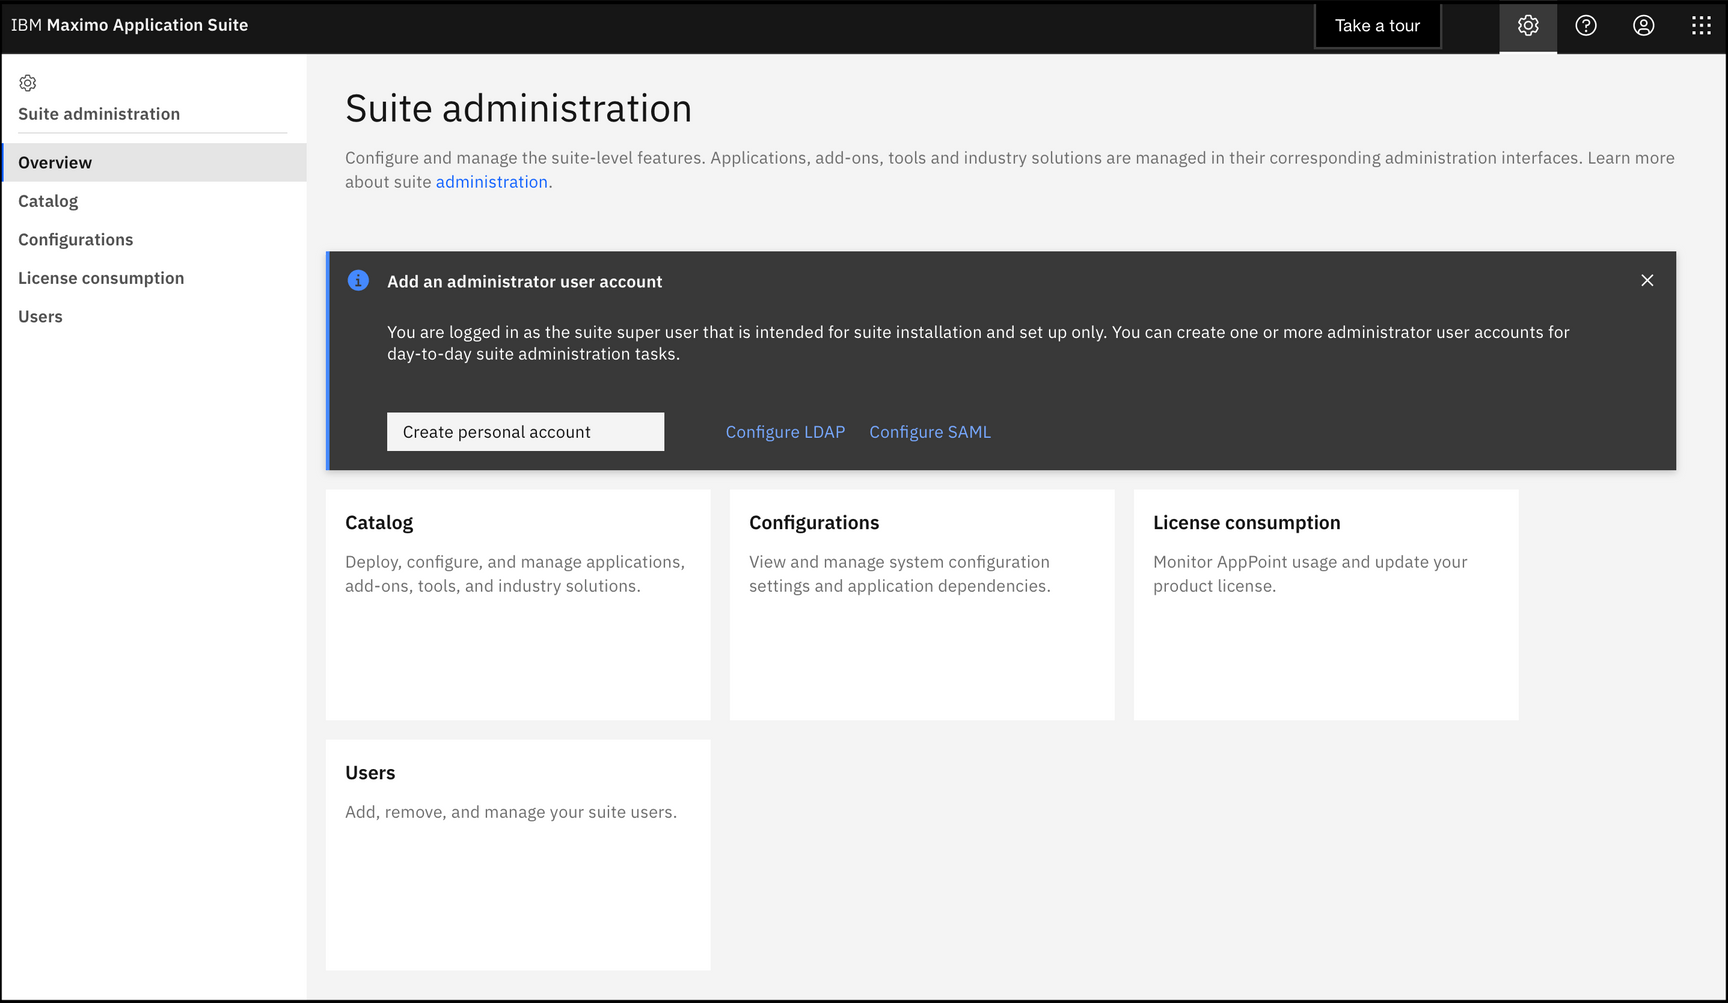 IBM Maximo Application Suite
Take a tour
Suite administration
Overview
Catalog
Configurations
License consumption
Users
Suite administration
Configure and manage the suite-level features. Applications, add-ons, tools and industry solutions are managed in their corresponding administration interfaces. Learn more
about suite administration.
Add an administrator user account
You are logged in as the suite super user that is intended for suite installation and set up only. You can create one or more administrator user accounts for
day-to-day suite administration tasks.
Create personal account
Configure LDAP
Configure SAML
Catalog
Deploy, configure, and manage applications,
add-ons, tools, and industry solutions.
Configurations
View and manage system configuration
settings and application dependencies.
License consumption
Monitor AppPoint usage and update your
product license.
Users
Add, remove, and manage your suite users.